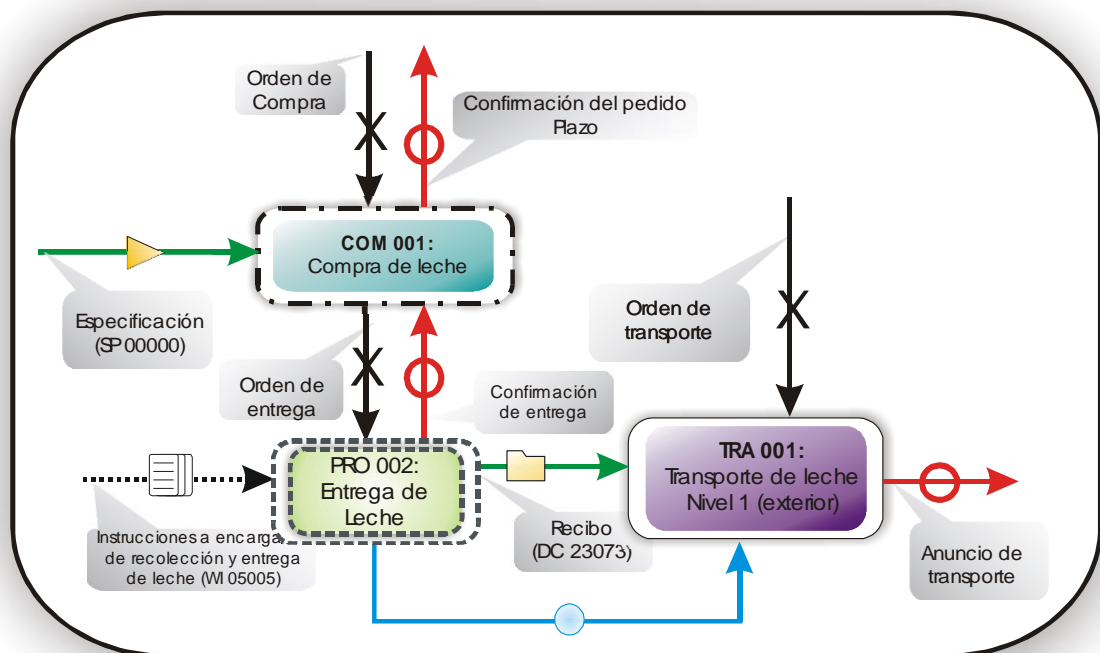 Orden de
Compra
Confirmación del pedido
Plazo
COM 001:
Compra de leche
Especificación
(SP 00000)
Orden de
transporte
Orden de
entrega
Confirmación
de entrega
PRO 002:
Entrega de
Leche
TRA 001:
Transporte de leche
Nivel 1 (exterior)
Instrucciones a encarga
de recolección y entrega
de leche (WI 05005)
Recibo
(DC 23073)
Anuncio de
transporte
X
X
X